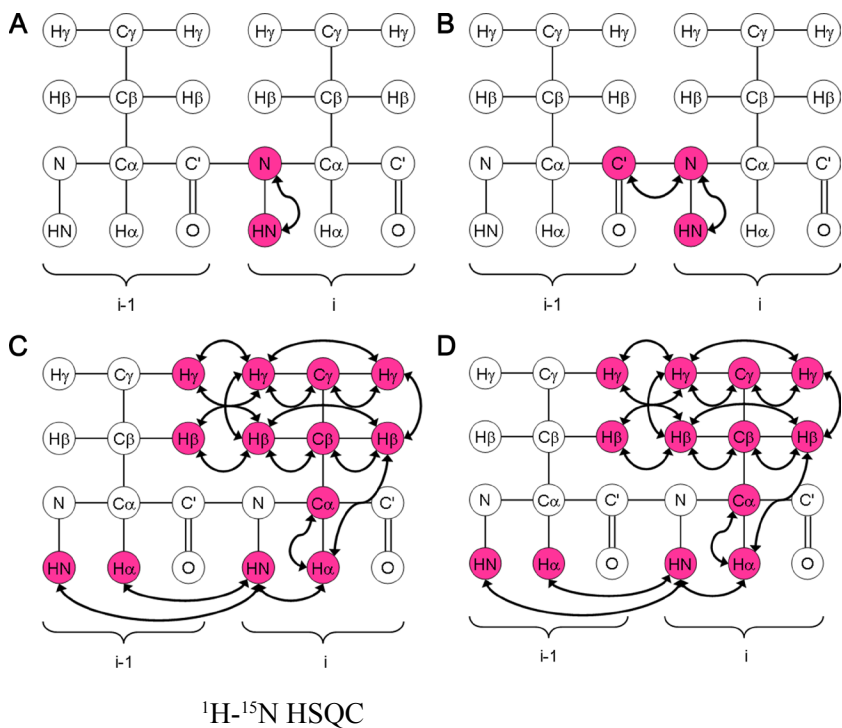 A B
Hγ Cγ Hγ Hγ Cγ Hγ Hγ Cγ Hγ Hγ Cγ Hγ
Hβ Cβ Hβ Hβ Cβ Hβ Hβ Cβ Hβ Hβ Cβ Hβ
N Cα C' N Cα C' N Cα C' N Cα C'
HN Hα O HN Hα O HN Hα O HN Hα O
i-1 i i-1 i
C D
Hγ Cγ Hγ Hγ Cγ Hγ Hγ Cγ Hγ Hγ Cγ Hγ
Hβ Cβ Hβ Hβ Cβ Hβ Hβ Cβ Hβ Hβ Cβ Hβ
N Cα C' N Cα C' N Cα C' N Cα C'
HN Hα O HN Hα O HN Hα O HN Hα O
i-1 i i-1 i
¹H-¹⁵N HSQC